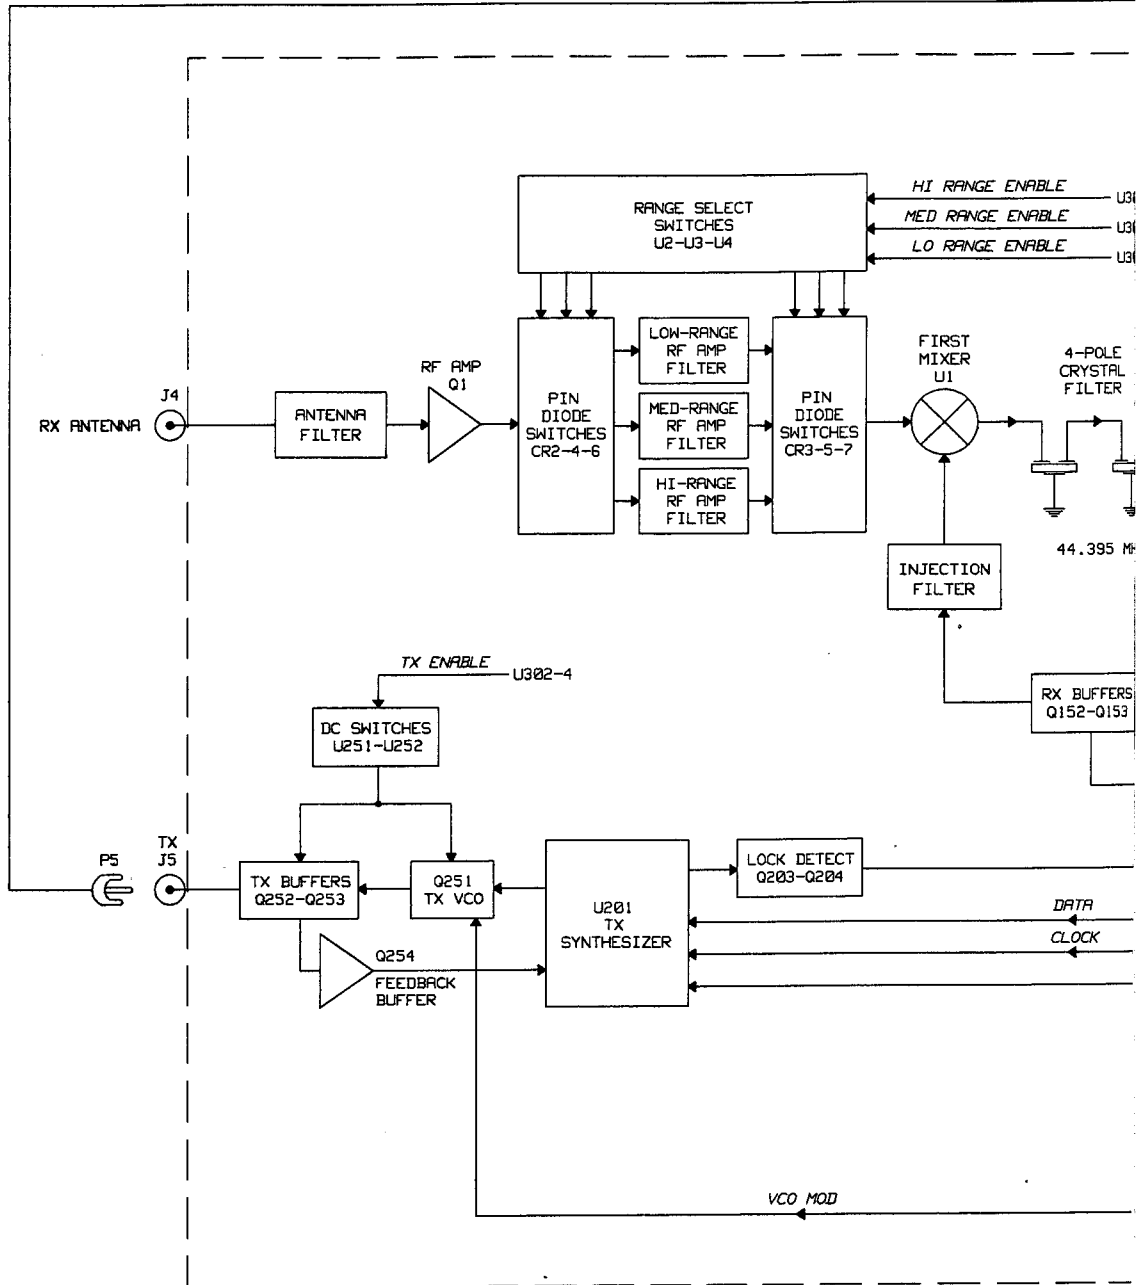 HI RANGE ENABLE
MED RANGE ENABLE
LO RANGE ENABLE
RANGE SELECT
SWITCHES
U2-U3-U4
RX ANTENNA
J4
ANTENNA
FILTER
RF AMP
Q1
PIN
DIODE
SWITCHES
CR2-4-6
LOW-RANGE
RF AMP
FILTER
MED-RANGE
RF AMP
FILTER
HI-RANGE
RF AMP
FILTER
PIN
DIODE
SWITCHES
CR3-5-7
FIRST
MIXER
U1
4-POLE
CRYSTAL
FILTER
44.395
INJECTION
FILTER
RX BUFFERS
Q152-Q153
TX ENABLE
U302-4
DC SWITCHES
U251-U252
P5
TX
J5
TX BUFFERS
Q252-Q253
Q251
TX VCO
Q254
FEEDBACK
BUFFER
U201
TX
SYNTHESIZER
LOCK DETECT
Q203-Q204
DATA
CLOCK
VCO MOD